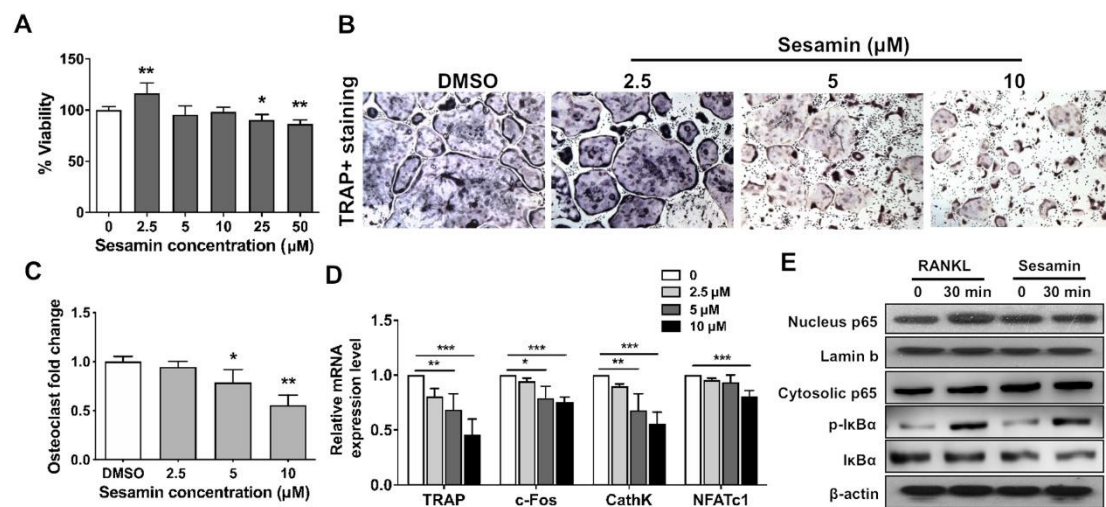 A
% Viability
150
100
50
0
** * **
0 2.5 5 10 25 50
Sesamin concentration (µM)
B
Sesamin (µM)
DMSO 2.5 5 10
TRAP+ staining
C
Osteoclast fold change
1.5
1.0
0.5
0.0
* **
DMSO 2.5 5 10
Sesamin concentration (µM)
D
0
2.5 µM
5 µM
10 µM
Relative mRNA
expression level
1.5
1.0
0.5
0.0
*** *** *** ***
** * **
TRAP c-Fos CathK NFATc1
E
RANKL Sesamin
0 30 min 0 30 min
Nucleus p65
Lamin b
Cytosolic p65
p-IκBα
IκBα
β-actin